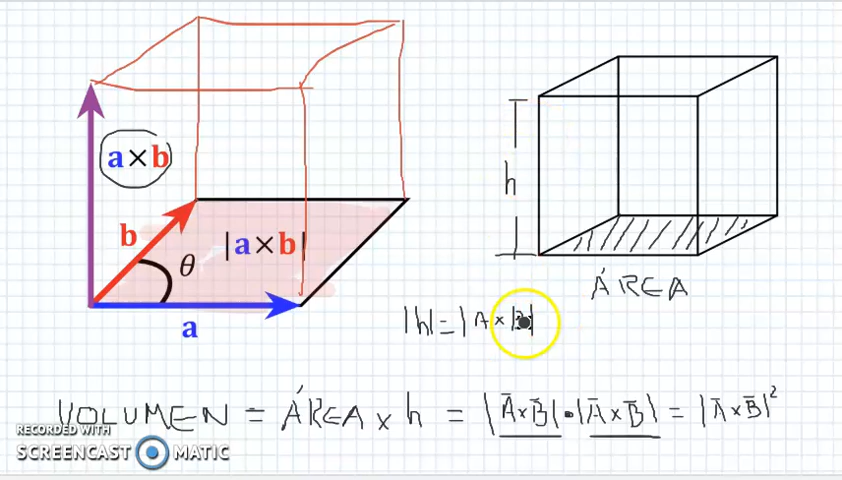 a×b
b
θ
|a×b|
a
h
ÁREA
|h| = |A×|B|
VOLUMEN = ÁREA × h = |A̅×B̅|·|A̅×B̅| = |A̅×B̅|²
RECORDED WITH
SCREENCAST MATIC